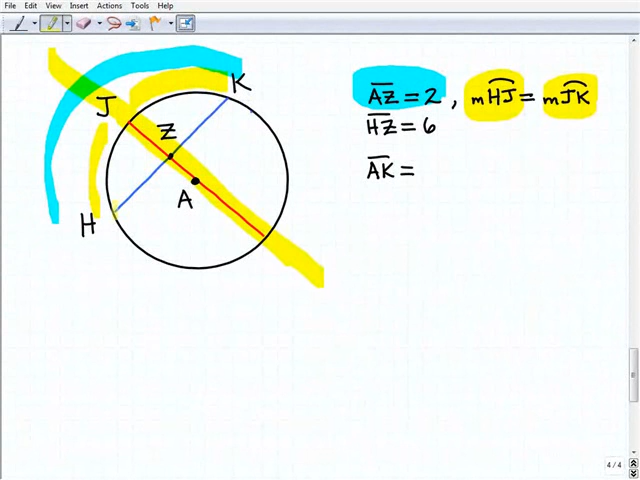 File Edit View Insert Actions Tools Help
K
J
Z
A
H
AZ = 2 , mHJ = mJK
HZ = 6
AK =
4 / 4